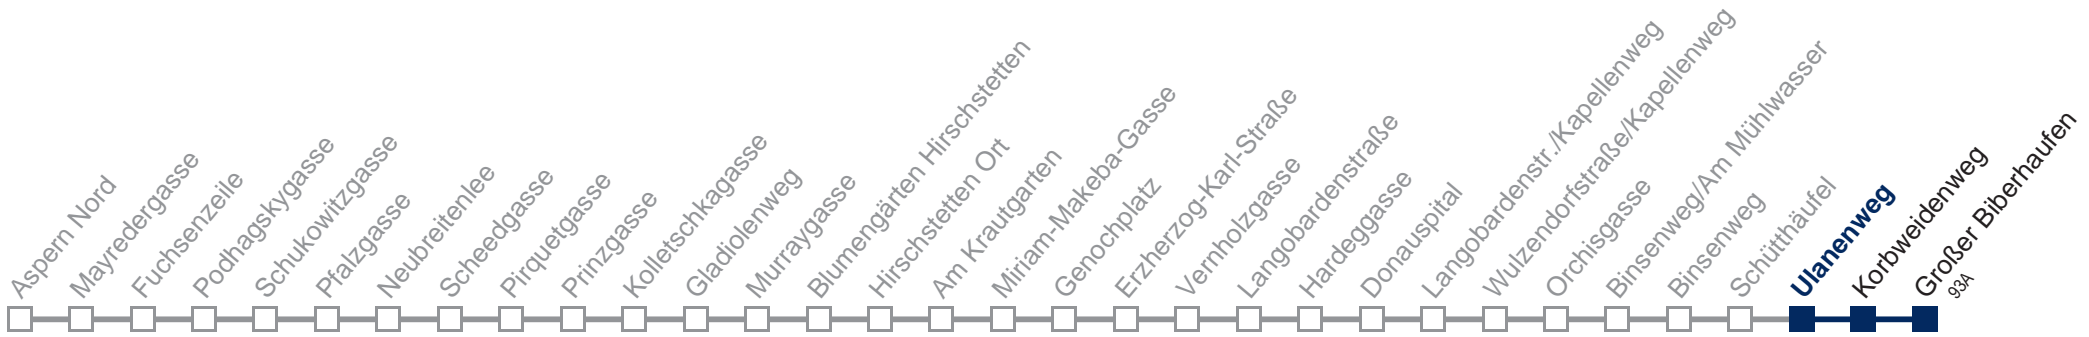 Aspern Nord
Mayredergasse
Fuchsenzeile
Podhagskygasse
Schukowitzgasse
Pfalzgasse
Neubreitenlee
Scheedgasse
Pirquetgasse
Prinzgasse
Kolletschkagasse
Gladiolenweg
Murraygasse
Blumengärten Hirschstetten
Hirschstetten Ort
Am Krautgarten
Miriam-Makeba-Gasse
Genochplatz
Erzherzog-Karl-Straße
Vernholzgasse
Langobardenstraße
Hardeggasse
Donauspital
Langobardenstr./Kapellenweg
Wulzendorfstraße/Kapellenweg
Orchisgasse
Binsenweg/Am Mühlwasser
Binsenweg
Schütthäufel
Ulanenweg
Korbweidenweg
Großer Biberhaufen
93A